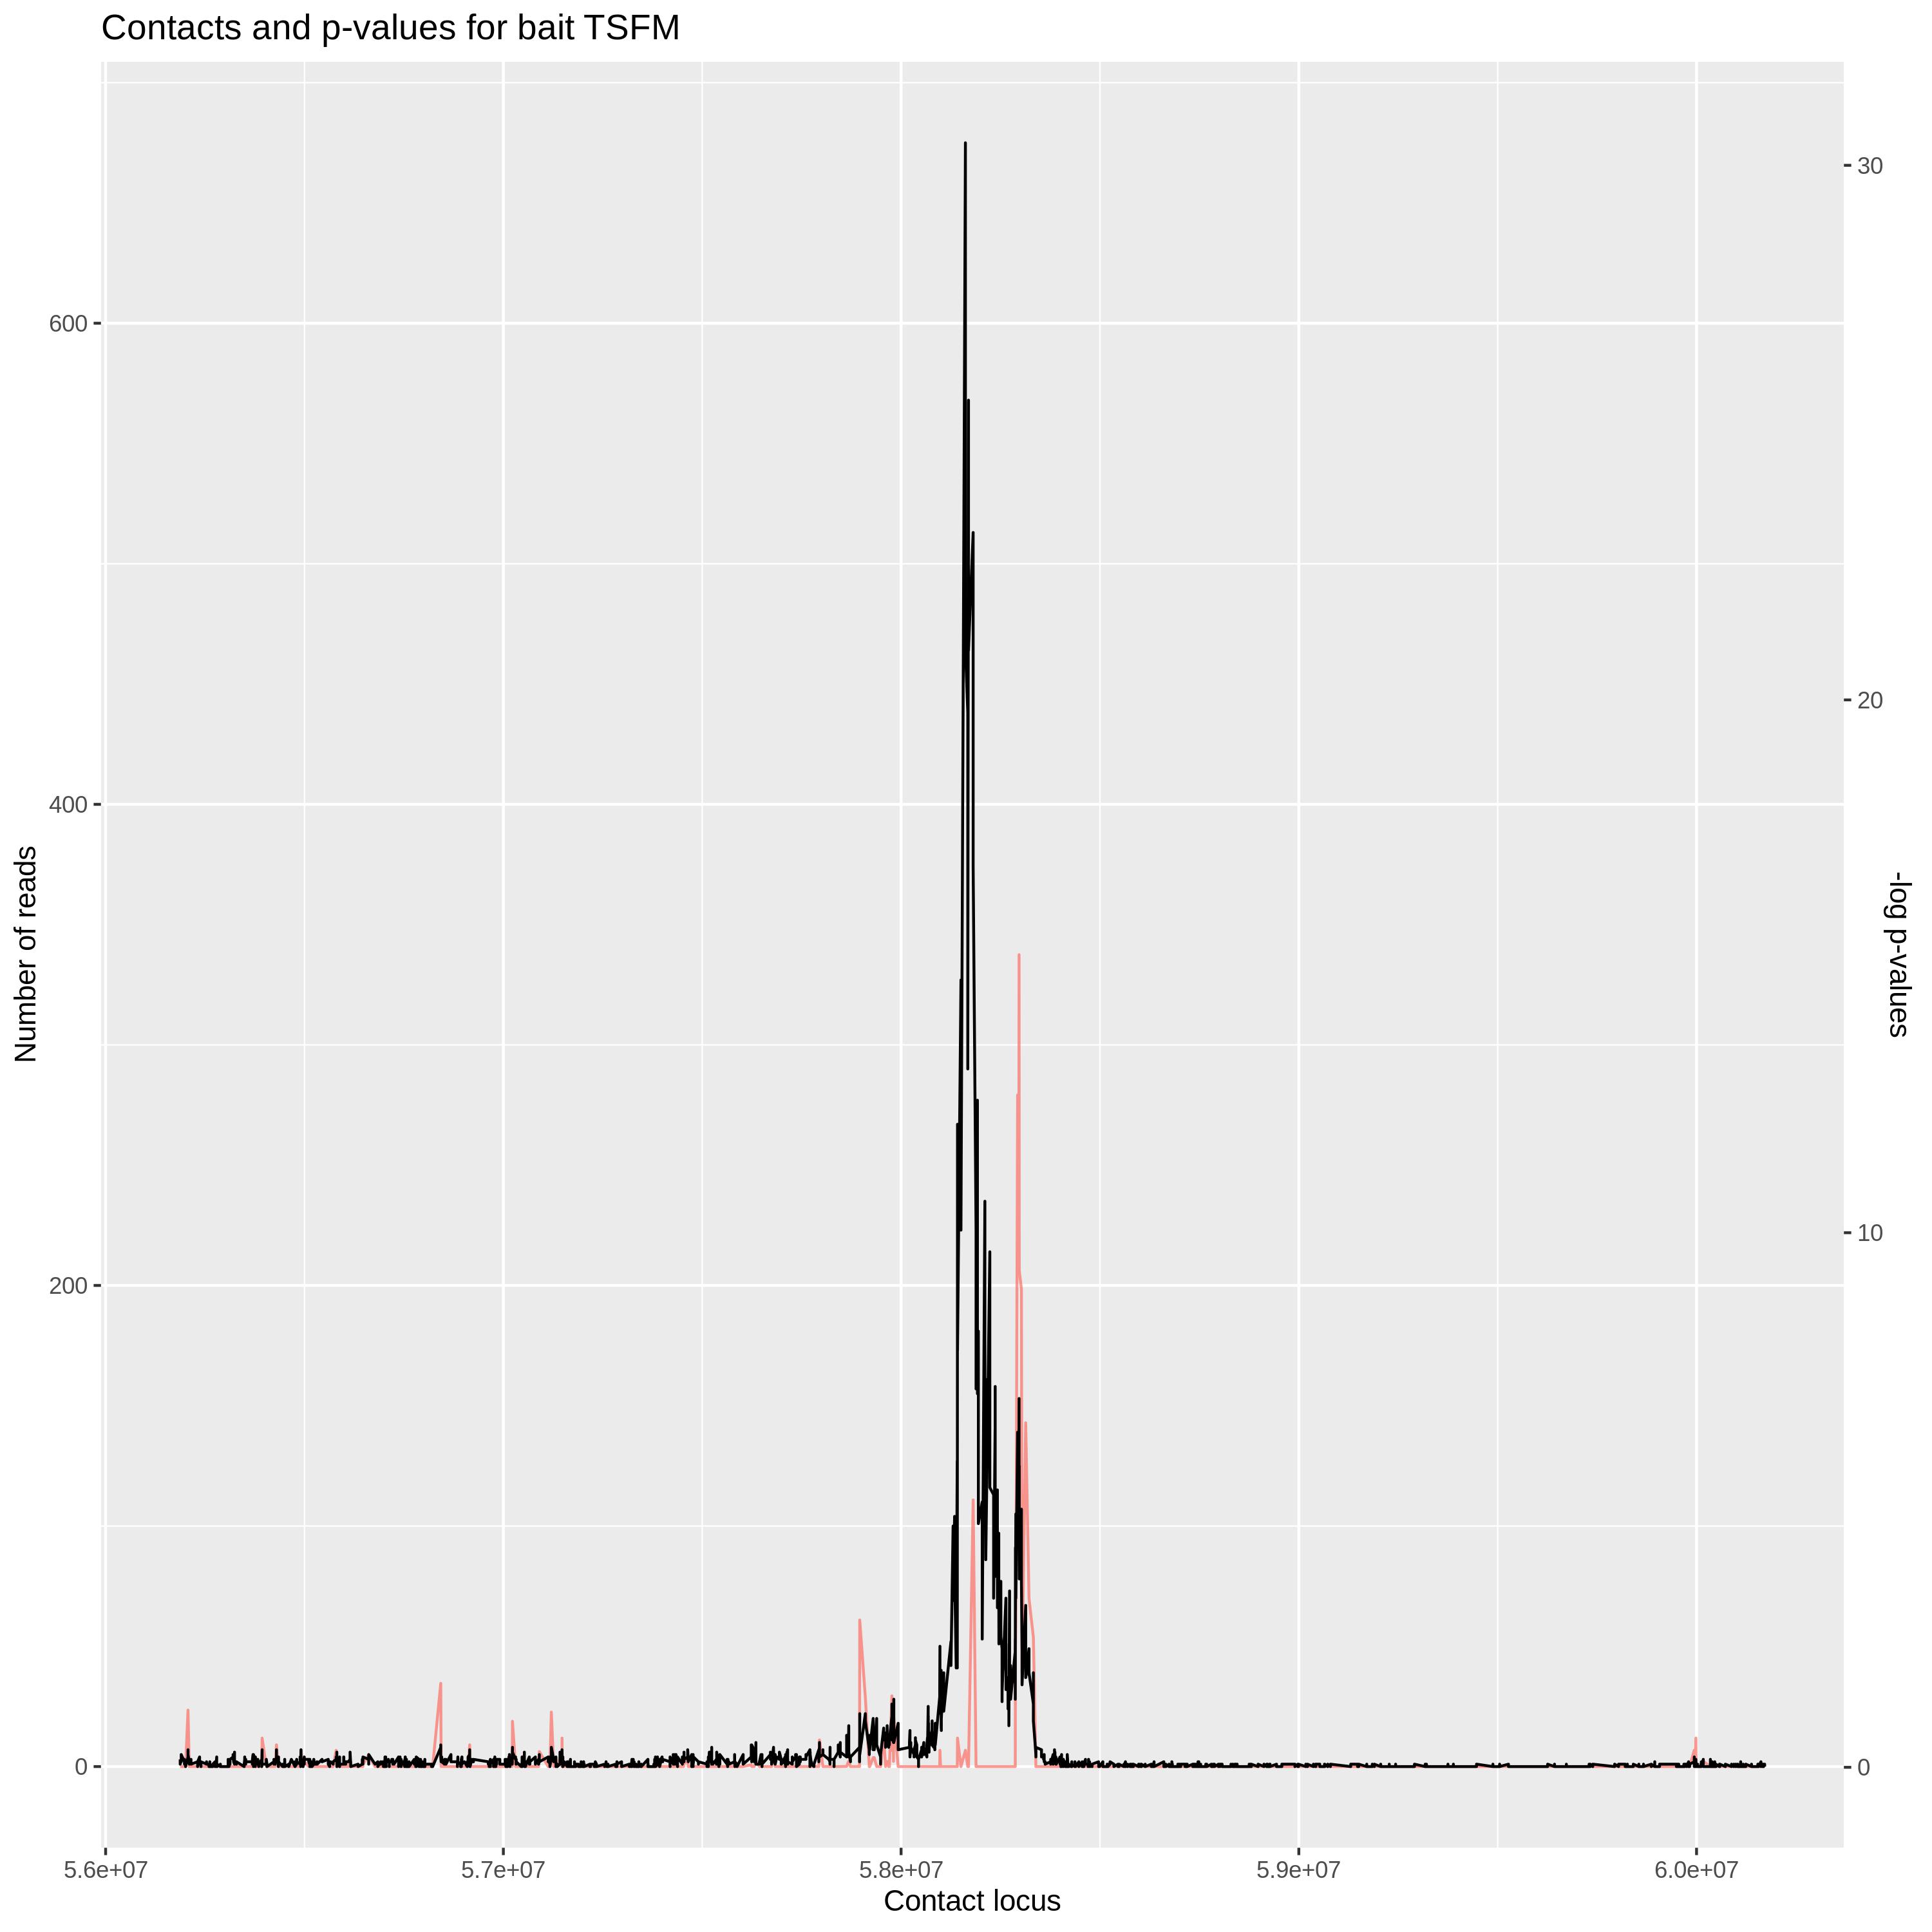 Contacts and p-values for bait TSFM
Number of reads
600
400
200
0
30
20
10
0
-log p-values
5.6e+07
5.7e+07
5.8e+07
5.9e+07
6.0e+07
Contact locus